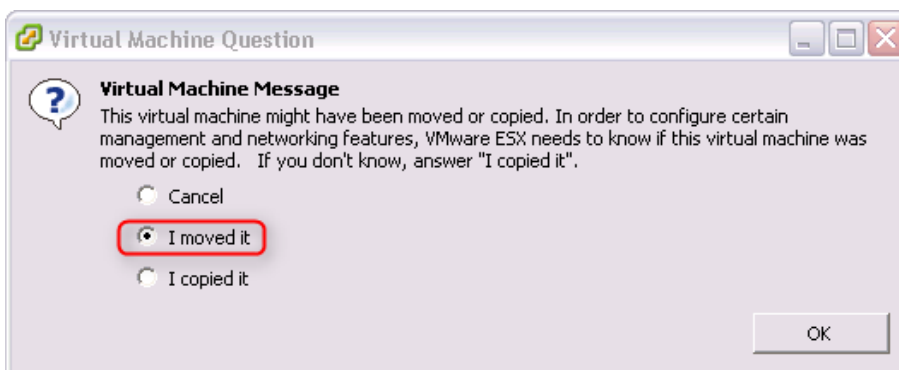 Virtual Machine Question
Virtual Machine Message
This virtual machine might have been moved or copied. In order to configure certain
management and networking features, VMware ESX needs to know if this virtual machine was
moved or copied.   If you don't know, answer "I copied it".
Cancel
I moved it
I copied it
OK